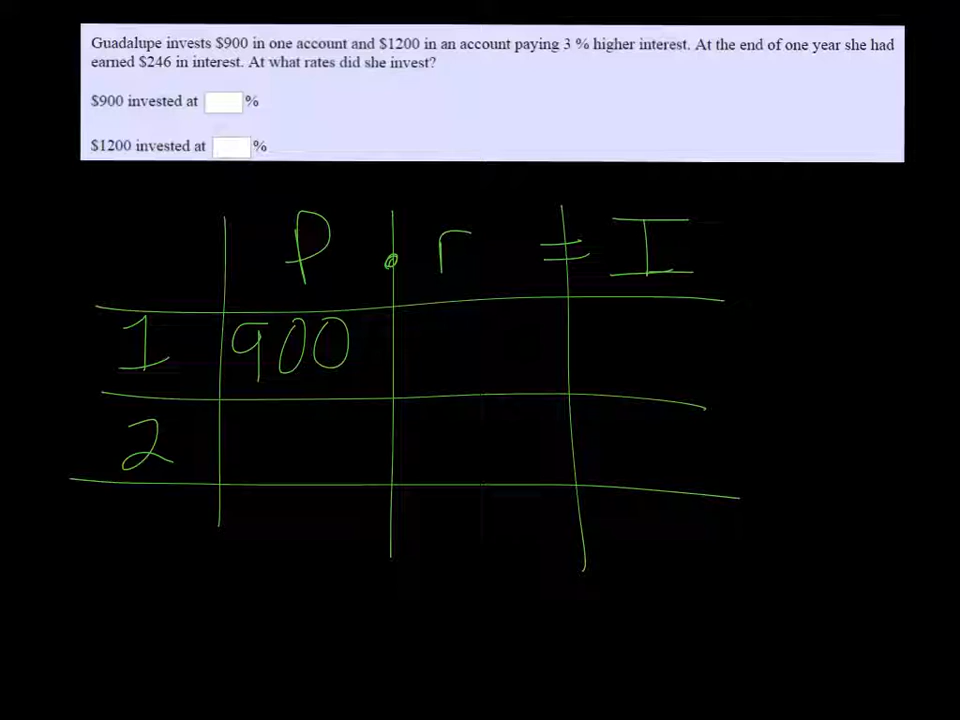 Guadalupe invests $900 in one account and $1200 in an account paying 3 % higher interest. At the end of one year she had
earned $246 in interest. At what rates did she invest?
$900 invested at %
$1200 invested at %
P · r = I
1 900
2